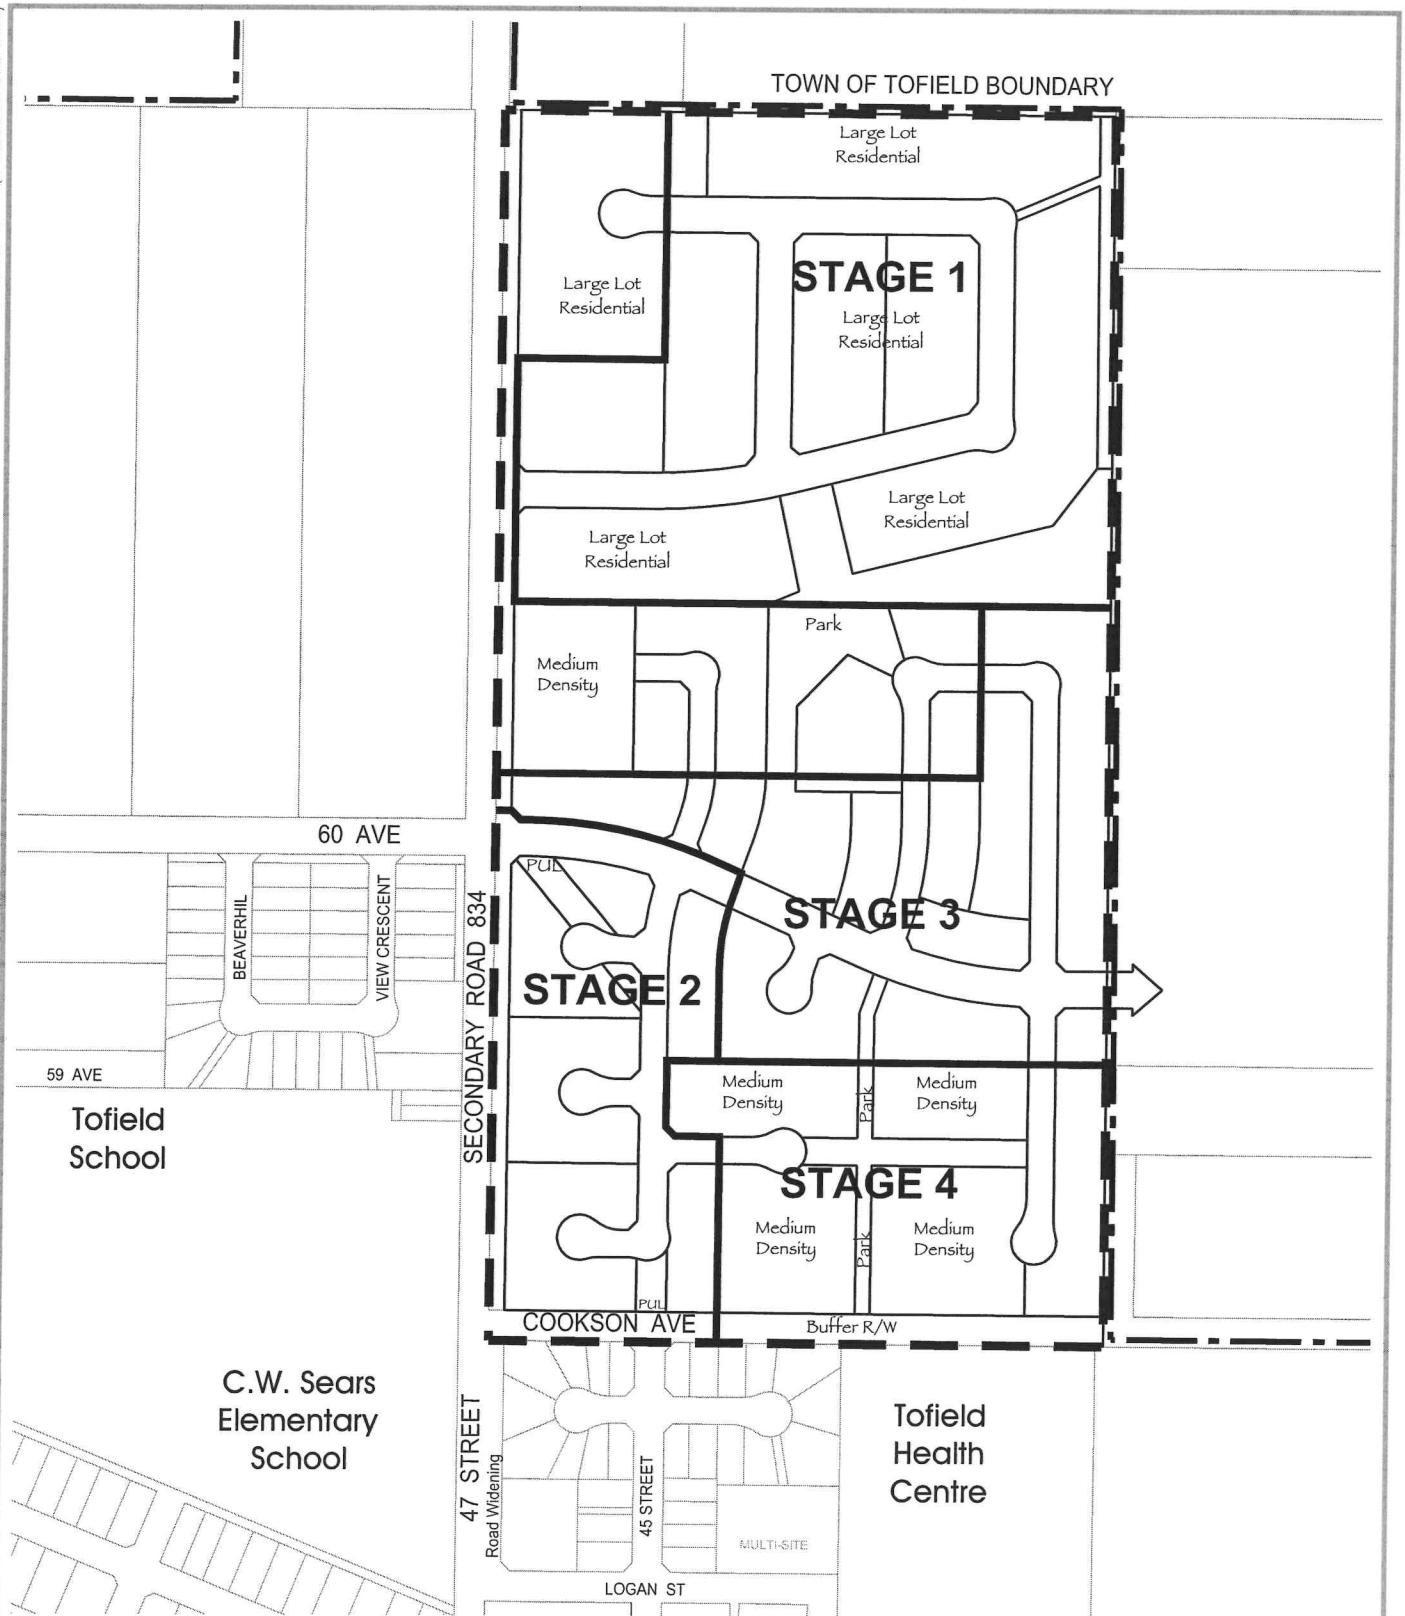 TOWN OF TOFIELD BOUNDARY
Large Lot
Residential
STAGE 1
Large Lot
Residential
Large Lot
Residential
Large Lot
Residential
Large Lot
Residential
Park
Medium
Density
60 AVE
BEAVERHIL
VIEW CRESCENT
SECONDARY ROAD 834
PUL
STAGE 3
STAGE 2
59 AVE
Tofield
School
Medium
Density
Park
Medium
Density
STAGE 4
Medium
Density
Park
Medium
Density
PUL
COOKSON AVE
Buffer R/W
C.W. Sears
Elementary
School
47 STREET
Road Widening
45 STREET
Tofield
Health
Centre
MULTI-SITE
LOGAN ST